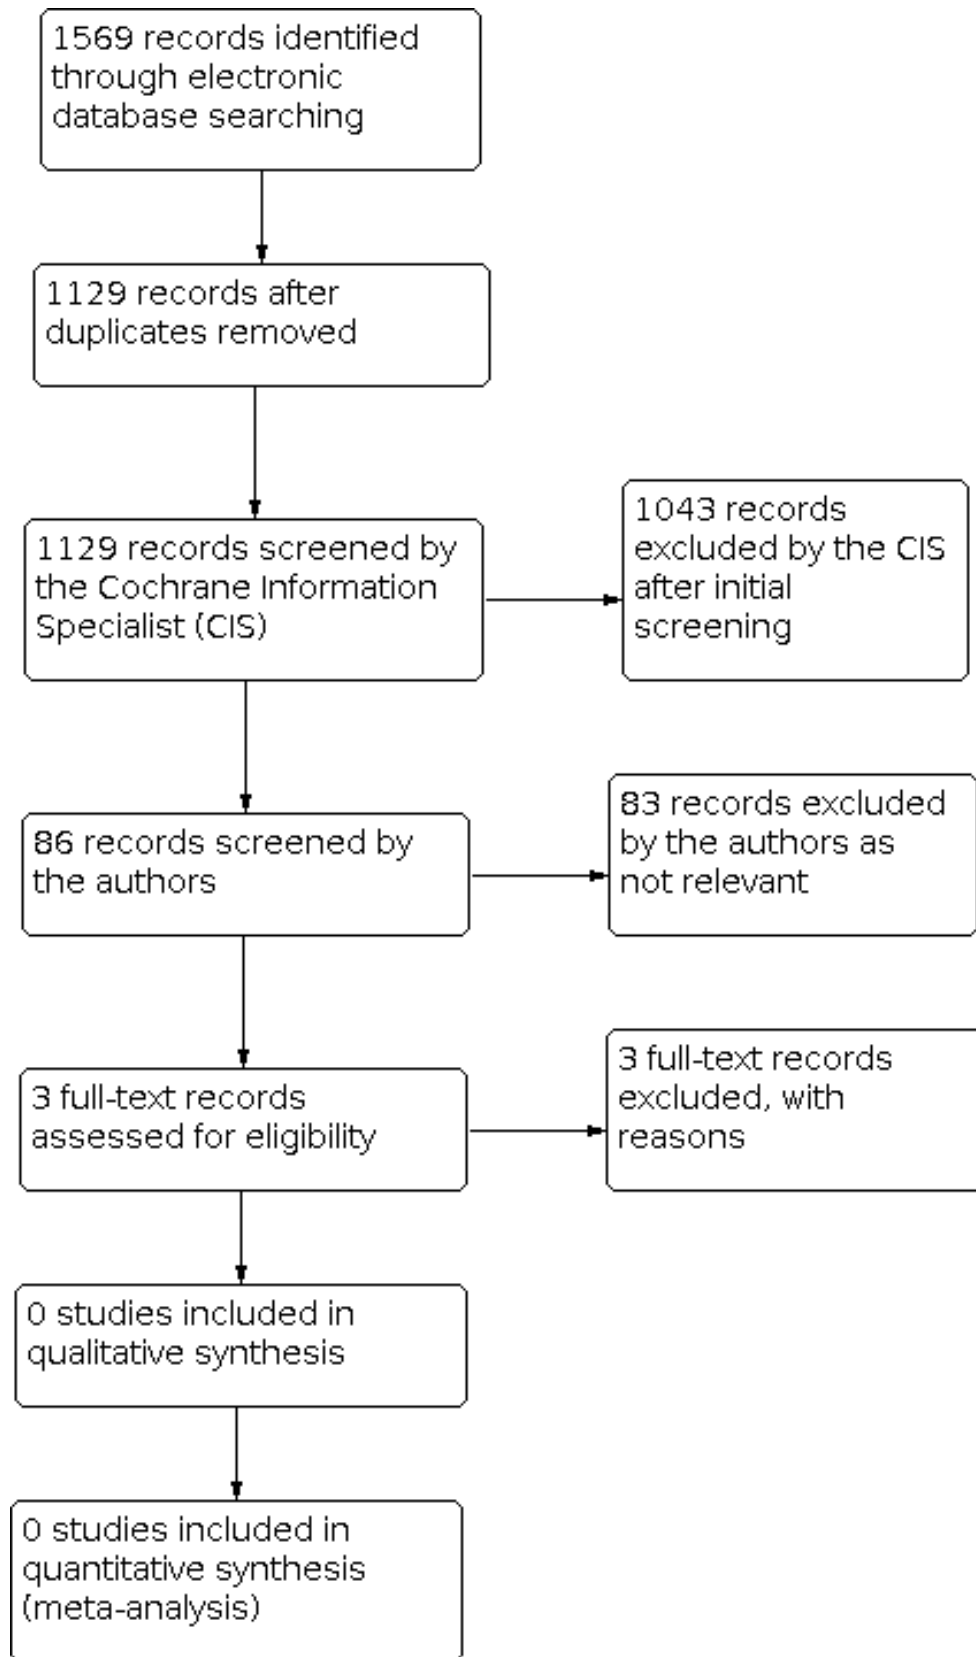 1569 records identified
through electronic
database searching
1129 records after
duplicates removed
1129 records screened by
the Cochrane Information
Specialist (CIS)
1043 records
excluded by the CIS
after initial
screening
86 records screened by
the authors
83 records excluded
by the authors as
not relevant
3 full-text records
assessed for eligibility
3 full-text records
excluded, with
reasons
0 studies included in
qualitative synthesis
0 studies included in
quantitative synthesis
(meta-analysis)